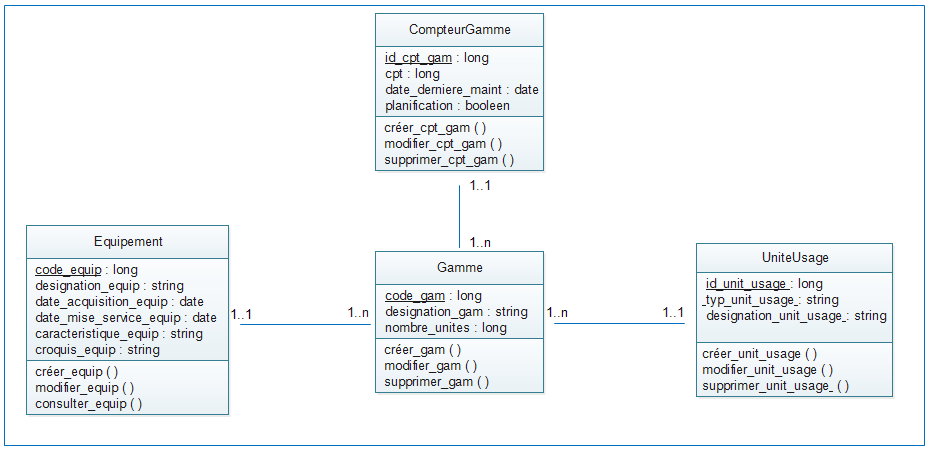 CompteurGamme
id_cpt_gam : long
cpt : long
date_derniere_maint : date
planification : booleen
créer_cpt_gam ( )
modifier_cpt_gam ( )
supprimer_cpt_gam ( )
1..1
1..n
Equipement
code_equip : long
designation_equip : string
date_acquisition_equip : date
date_mise_service_equip : date
caracteristique_equip : string
croquis_equip : string
créer_equip ( )
modifier_equip ( )
consulter_equip ( )
1..1
1..n
Gamme
code_gam : long
designation_gam : string
nombre_unites : long
créer_gam ( )
modifier_gam ( )
supprimer_gam ( )
1..n
1..1
UniteUsage
id_unit_usage : long
_typ_unit_usage_: string
designation_unit_usage_: string
créer_unit_usage ( )
modifier_unit_usage ( )
supprimer_unit_usage_ ( )